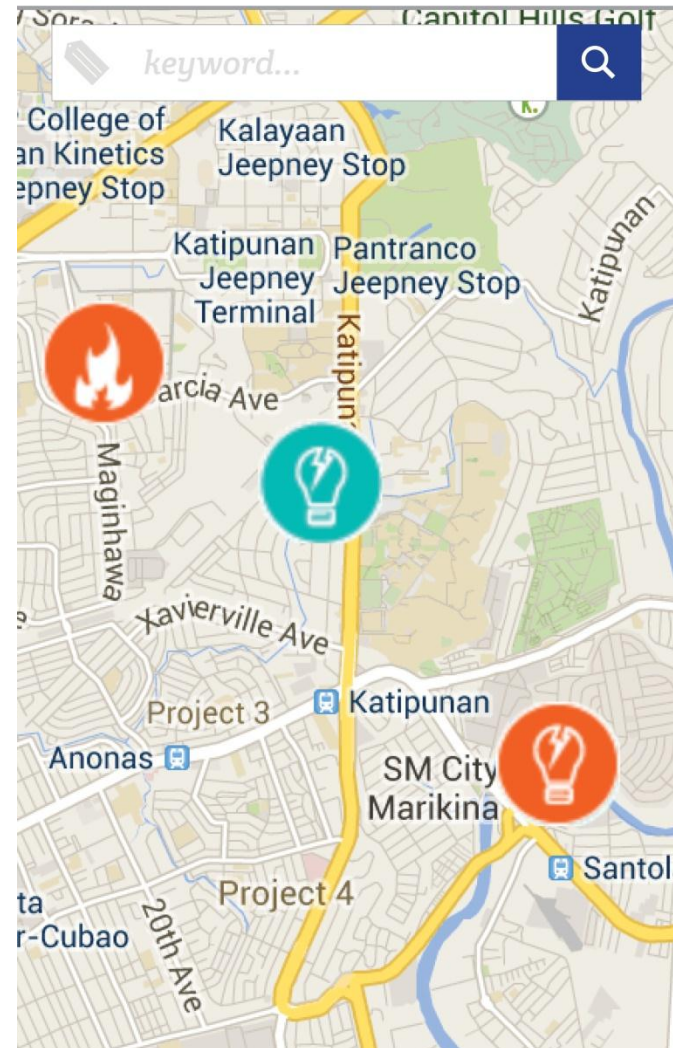 Capitol Hills Golf
keyword...
k.
College of
an Kinetics
epney Stop
Kalayaan
Jeepney Stop
Katipunan
Jeepney
Terminal
Pantranco
Jeepney Stop
Katipunan
Katipun
arcia Ave
Maginhawa
Xavierville Ave
Katipunan
Project 3
Anonas
SM City
Marikina
Santol
Project 4
ta
r-Cubao
20th Ave